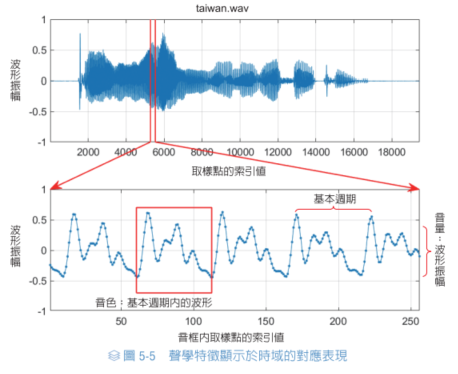 taiwan.wav
1
0.5
0
-0.5
-1
波形振幅
2000 4000 6000 8000 10000 12000 14000 16000 18000
取樣點的索引值
基本週期
1
0.5
0
-0.5
-1
波形振幅
音量：波形振幅
音色：基本週期內的波形
50 100 150 200 250
音框內取樣點的索引值
圖 5-5 聲學特徵顯示於時域的對應表現